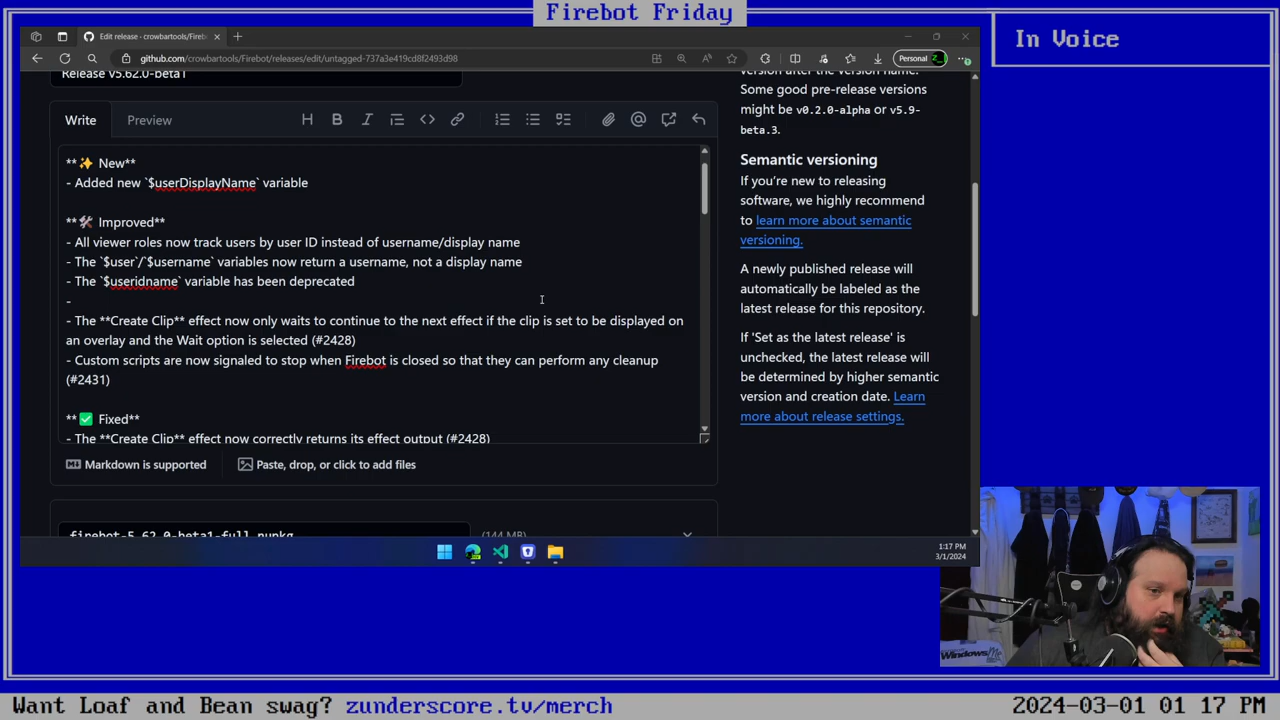 Firebot Friday
In Voice
Edit release - crowbartools/Firebo
github.com/crowbartools/Firebot/releases/edit/untagged-737a3e419cd8f2493d98
Personal
Release v5.62.0-beta1
Write
Preview
**✨ New**
- Added new `$userDisplayName` variable
**🛠️ Improved**
- All viewer roles now track users by user ID instead of username/display name
- The `$user`/`$username` variables now return a username, not a display name
- The `$useridname` variable has been deprecated
-
- The **Create Clip** effect now only waits to continue to the next effect if the clip is set to be displayed on
an overlay and the Wait option is selected (#2428)
- Custom scripts are now signaled to stop when Firebot is closed so that they can perform any cleanup
(#2431)
**✅ Fixed**
- The **Create Clip** effect now correctly returns its effect output (#2428)
Markdown is supported
Paste, drop, or click to add files
firebot-5.62.0-beta1-full.nupkg
(144 MB)
version after the version name.
Some good pre-release versions
might be v0.2.0-alpha or v5.9-
beta.3.
Semantic versioning
If you're new to releasing
software, we highly recommend
to learn more about semantic
versioning.
A newly published release will
automatically be labeled as the
latest release for this repository.
If 'Set as the latest release' is
unchecked, the latest release will
be determined by higher semantic
version and creation date. Learn
more about release settings.
1:17 PM
3/1/2024
Want Loaf and Bean swag? zunderscore.tv/merch
2024-03-01 01 17 PM